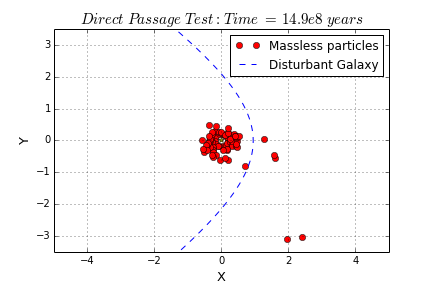 Direct Passage Test: Time = 14.9e8 years
Massless particles
Disturbant Galaxy
Y
3
2
1
0
−1
−2
−3
−4
−2
0
2
4
X